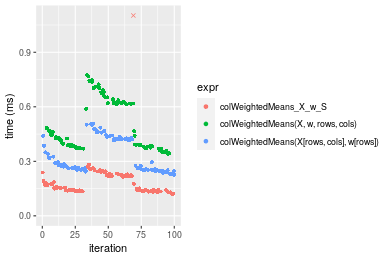 time (ms)
0.9
0.6
0.3
0.0
0
25
50
75
100
iteration
expr
colWeightedMeans_X_w_S
colWeightedMeans(X, w, rows, cols)
colWeightedMeans(X[rows, cols], w[rows])